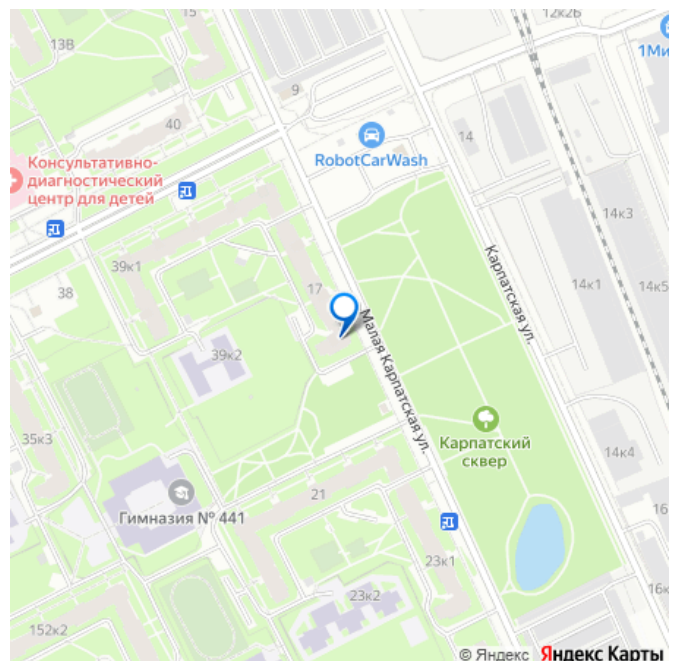 15
12к2Б
13В
1Ми
9
40
14
RobotCarWash
Консультативно-
диагностический
центр для детей
14к3
Карпатская ул.
39к1
38
17
14к1
14к5
Малая Карпатская ул.
39к2
35к3
Карпатский
сквер
14к4
21
Гимназия № 441
16
23к1
16к
23к2
152к2
© Яндекс Яндекс Карты